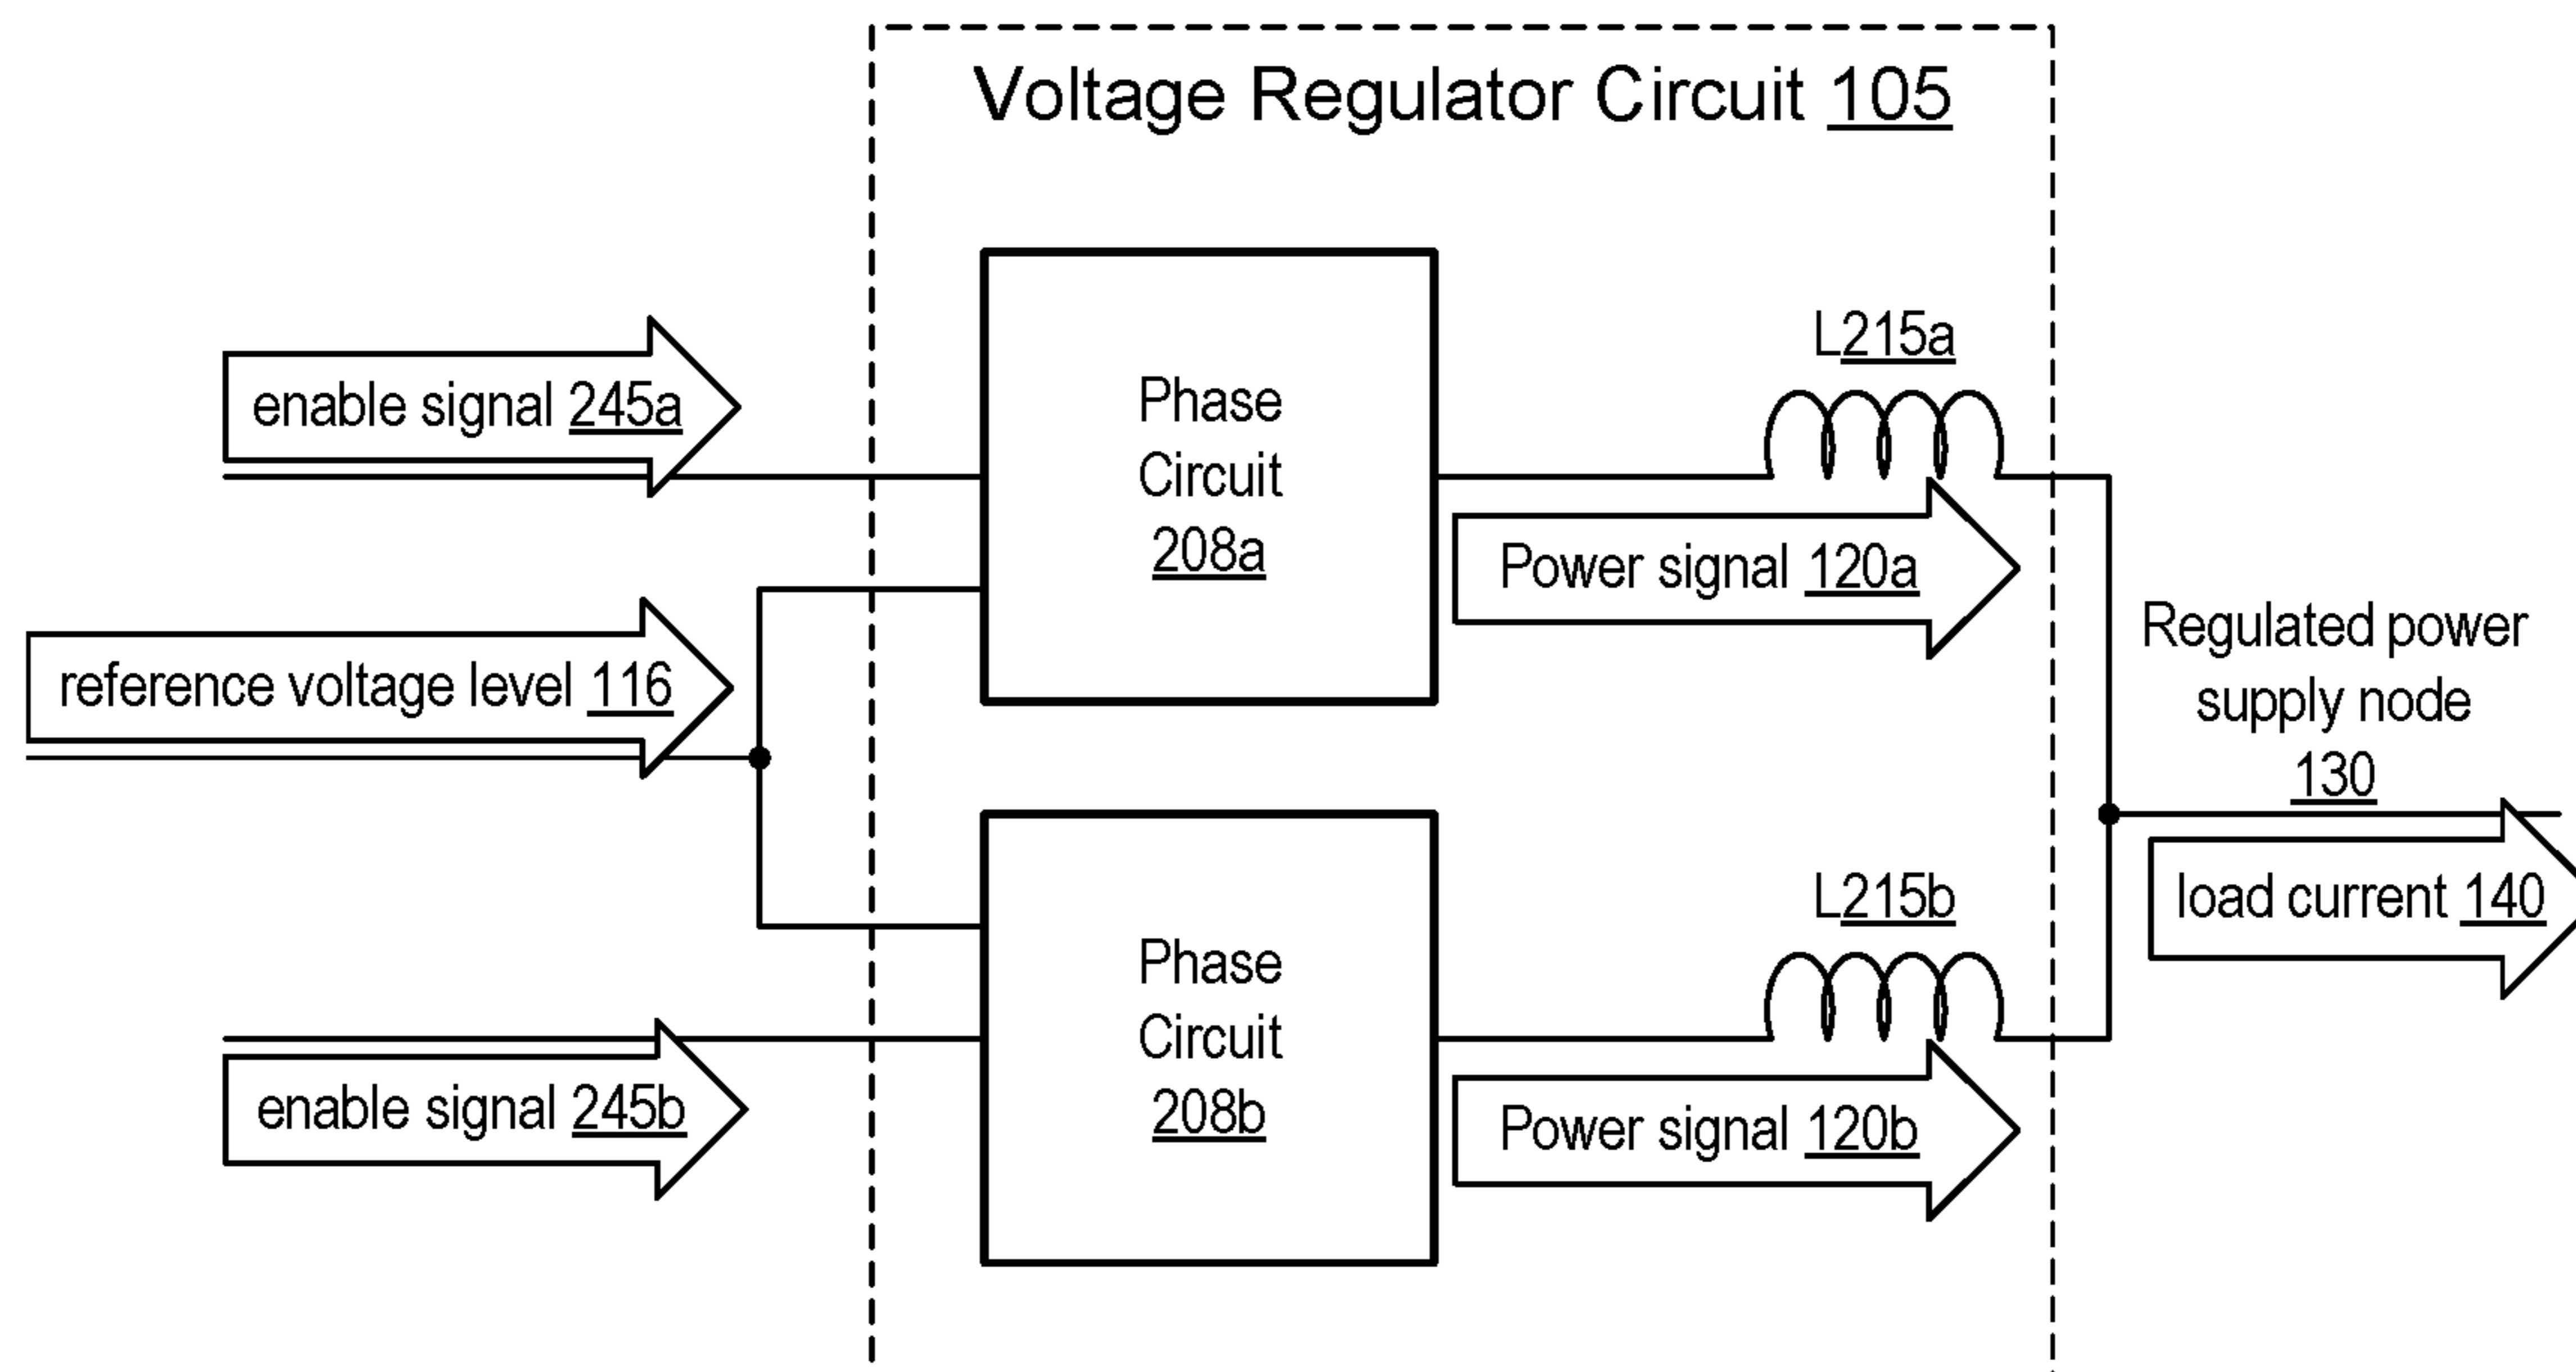 Voltage Regulator Circuit 105
enable signal 245a
Phase
Circuit
208a
L215a
Power signal 120a
reference voltage level 116
Regulated power
supply node
130
load current 140
Phase
Circuit
208b
L215b
enable signal 245b
Power signal 120b